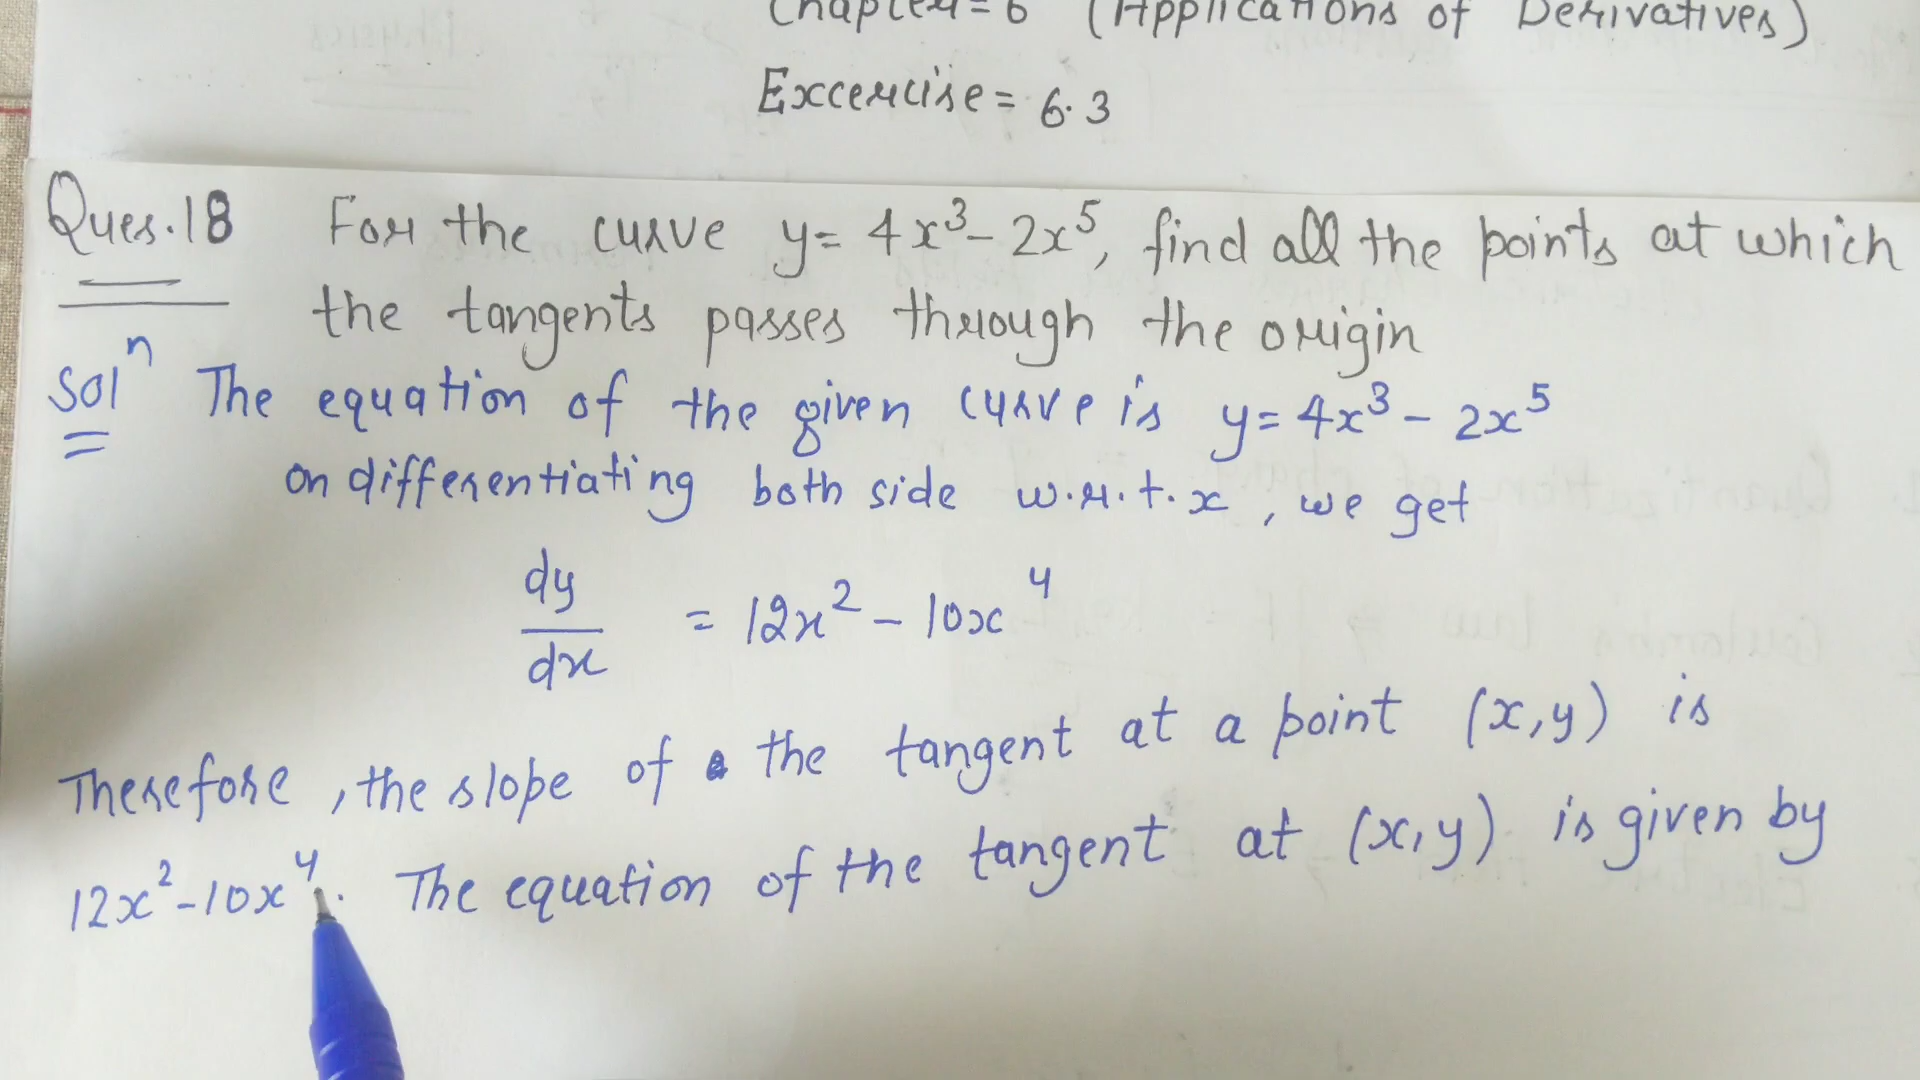 Chapter = 6 (Applications of Derivatives)
Excercise = 6.3
Ques.18 For the curve y = 4x³ - 2x⁵, find all the points at which
the tangents passes through the origin
Solⁿ The equation of the given curve is y = 4x³ - 2x⁵
on differentiating both side w.r.t. x, we get
dy/dx = 12x² - 10x⁴
Therefore, the slope of the tangent at a point (x,y) is
12x² - 10x⁴. The equation of the tangent at (x,y) is given by